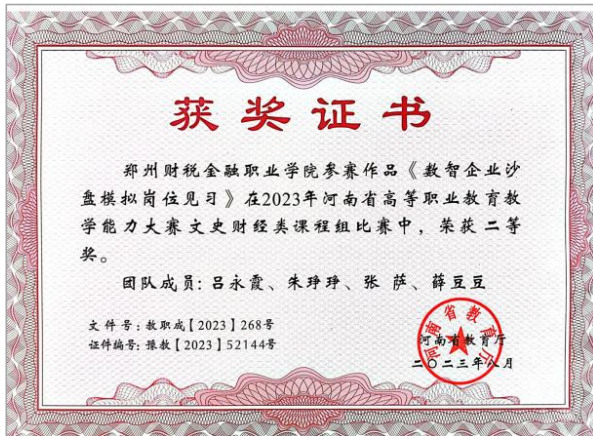 获奖证书
郑州财税金融职业学院参赛作品《数智企业沙
盘模拟岗位见习》在2023年河南省高等职业教育教
学能力大赛文史财经类课程组比赛中，荣获二等
奖。
团队成员：吕永霞、朱琤琤、张 萨、薛豆豆
文件号：教职成【2023】268号
证件编号：豫教【2023】52144号
河南省教育厅
河南省教育厅
二〇二三年八月